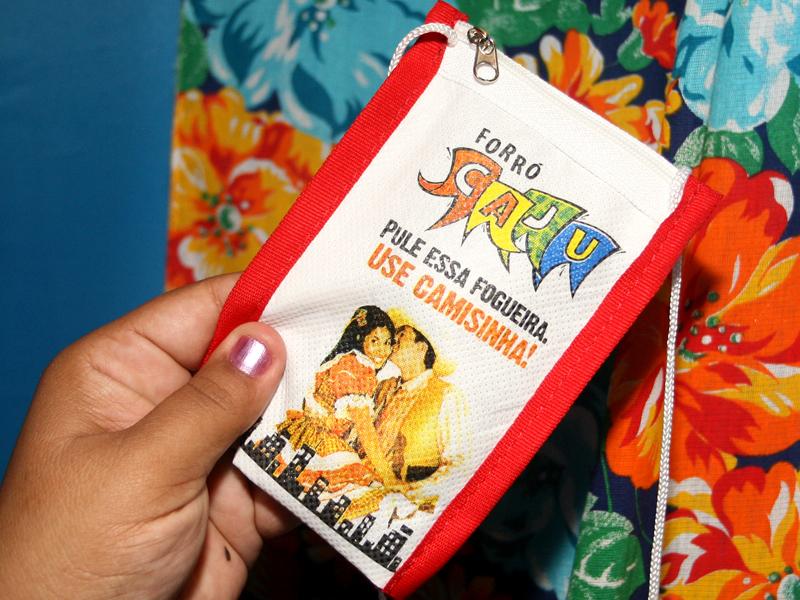 FORRÓ
CAJU
PULE ESSA FOGUEIRA.
USE CAMISINHA!